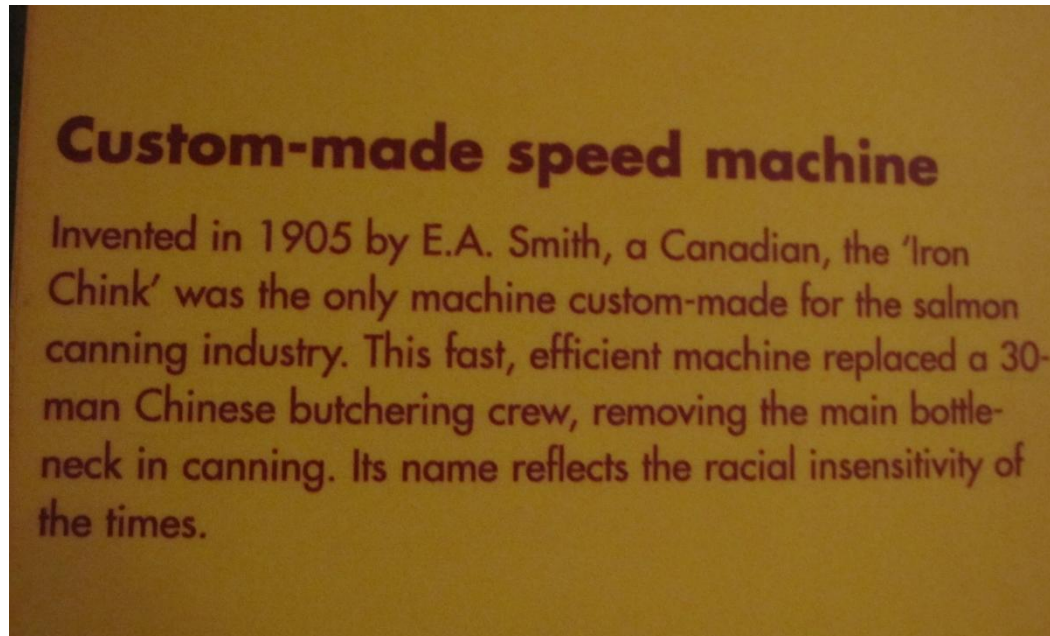 Custom-made speed machine
Invented in 1905 by E.A. Smith, a Canadian, the ‘Iron
Chink’ was the only machine custom-made for the salmon
canning industry. This fast, efficient machine replaced a 30-
man Chinese butchering crew, removing the main bottle-
neck in canning. Its name reflects the racial insensitivity of
the times.